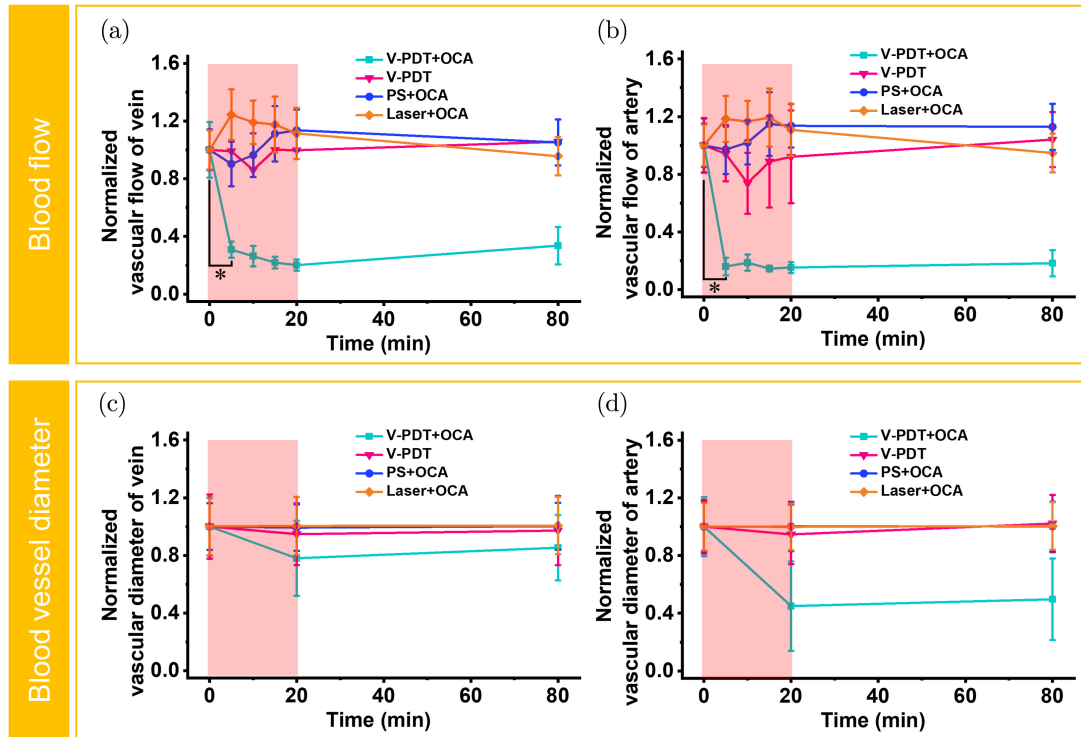 Blood flow
(a)
V-PDT+OCA
V-PDT
PS+OCA
Laser+OCA
Normalized
vascualr flow of vein
1.6
1.2
0.8
0.4
0.0
*
0 20 40 60 80
Time (min)
(b)
V-PDT+OCA
V-PDT
PS+OCA
Laser+OCA
Normalized
vascular flow of artery
1.6
1.2
0.8
0.4
0.0
*
0 20 40 60 80
Time (min)
Blood vessel diameter
(c)
V-PDT+OCA
V-PDT
PS+OCA
Laser+OCA
Normalized
vascular diameter of vein
1.6
1.2
0.8
0.4
0.0
0 20 40 60 80
Time (min)
(d)
V-PDT+OCA
V-PDT
PS+OCA
Laser+OCA
Normalized
vascular diameter of artery
1.6
1.2
0.8
0.4
0.0
0 20 40 60 80
Time (min)